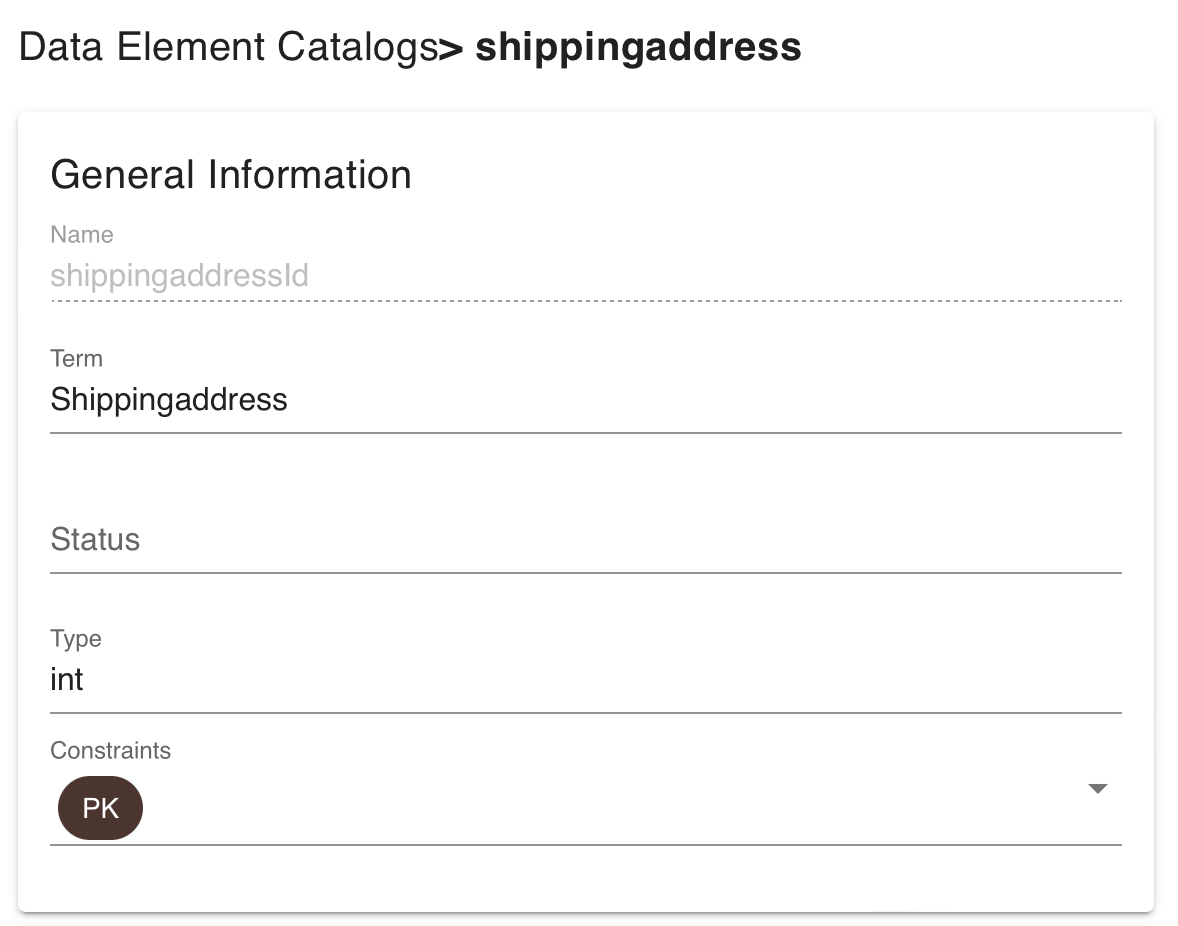 Data Element Catalogs> shippingaddress
General Information
Name
shippingaddressId
Term
Shippingaddress
Status
Type
int
Constraints
PK